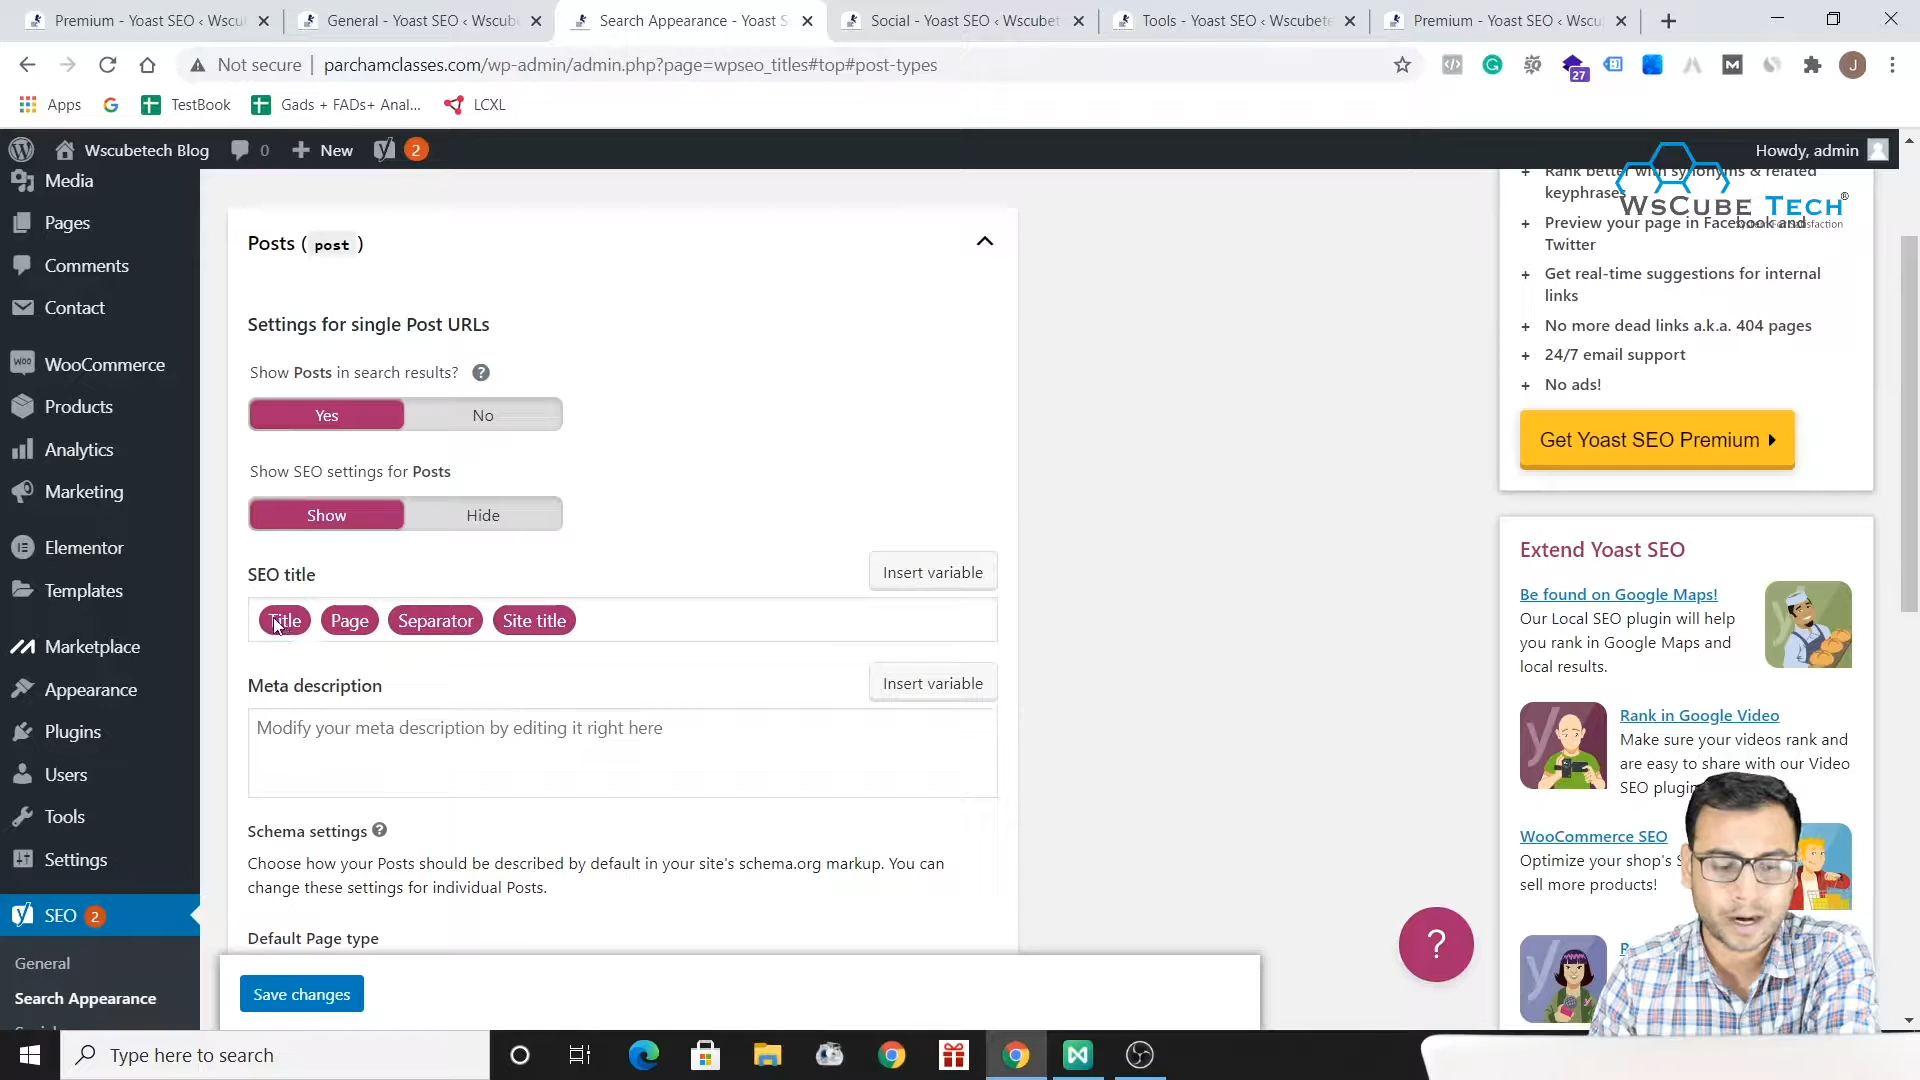 Premium - Yoast SEO ‹ Wscu
General - Yoast SEO ‹ Wscube
Search Appearance - Yoast S
Social - Yoast SEO ‹ Wscubet
Tools - Yoast SEO ‹ Wscubete
Premium - Yoast SEO ‹ Wscu
Not secure
parchamclasses.com/wp-admin/admin.php?page=wpseo_titles#top#post-types
27
J
Apps
TestBook
Gads + FADs+ Anal...
LCXL
Wscubetech Blog
0
New
2
Howdy, admin
Media
Pages
Comments
Contact
WooCommerce
Products
Analytics
Marketing
Elementor
Templates
Marketplace
Appearance
Plugins
Users
Tools
Settings
SEO 2
General
Search Appearance
Posts ( post )
Settings for single Post URLs
Show Posts in search results?
Yes
No
Show SEO settings for Posts
Show
Hide
SEO title
Insert variable
Title
Page
Separator
Site title
Meta description
Insert variable
Modify your meta description by editing it right here
Schema settings
Choose how your Posts should be described by default in your site's schema.org markup. You can
change these settings for individual Posts.
Default Page type
Save changes
+ Rank better with synonyms & related
keyphrases
WSCUBE TECH®
+ Preview your page in Facebook and
Twitter
+ Get real-time suggestions for internal
links
+ No more dead links a.k.a. 404 pages
+ 24/7 email support
+ No ads!
Get Yoast SEO Premium
Extend Yoast SEO
Be found on Google Maps!
Our Local SEO plugin will help
you rank in Google Maps and
local results.
Rank in Google Video
Make sure your videos rank and
are easy to share with our Video
SEO plugin
WooCommerce SEO
Optimize your shop's
sell more products!
?
Type here to search